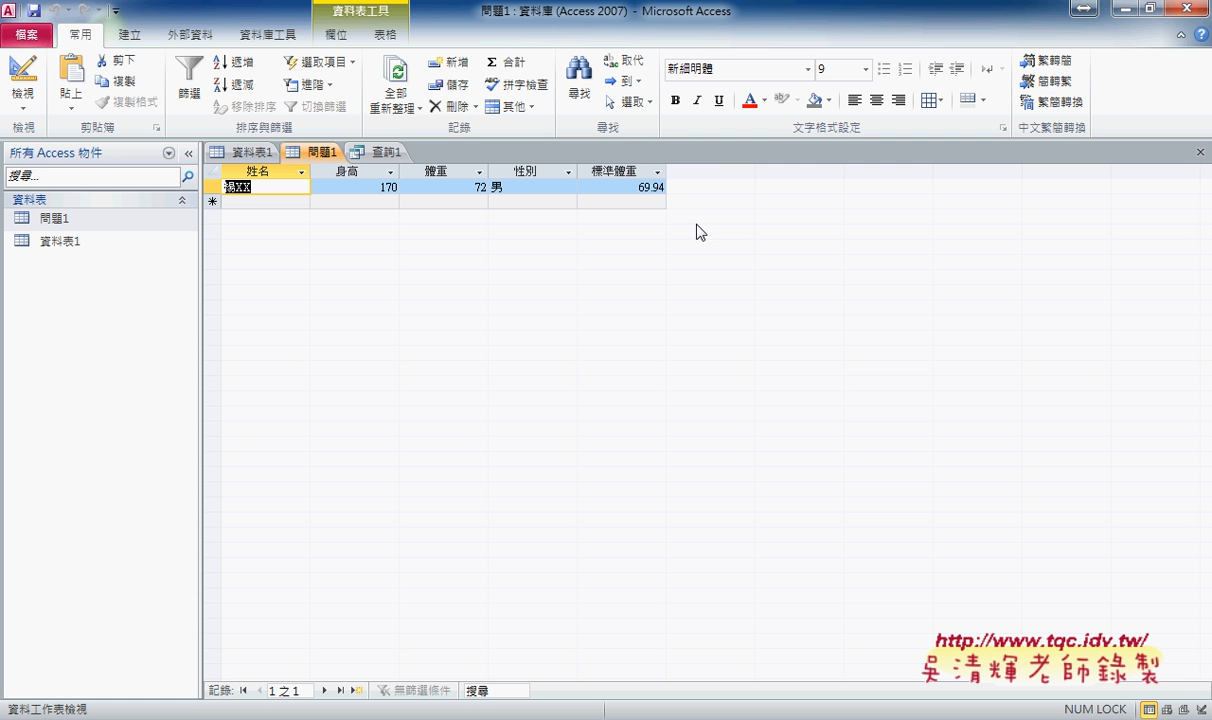 問題1 : 資料庫 (Access 2007) - Microsoft Access
資料表工具
檔案 常用 建立 外部資料 資料庫工具 欄位 表格
檢視
貼上
剪下
複製
複製格式
篩選
遞增
遞減
移除排序
選取項目
進階
切換篩選
全部
重新整理
新增
儲存
刪除
合計
拼字檢查
其他
尋找
取代
到
選取
新細明體 9
B I U A ab
繁轉簡
簡轉繁
繁簡轉換
檢視 剪貼簿 排序與篩選 記錄 尋找 文字格式設定 中文繁簡轉換
所有 Access 物件
搜尋...
資料表
問題1
資料表1
資料表1 問題1 查詢1
姓名 身高 體重 性別 標準體重
楊XX 170 72 男 69.94
http://www.tqc.idv.tw/
吳清輝老師錄製
記錄: 1 之 1 無篩選條件 搜尋
資料工作表檢視 NUM LOCK